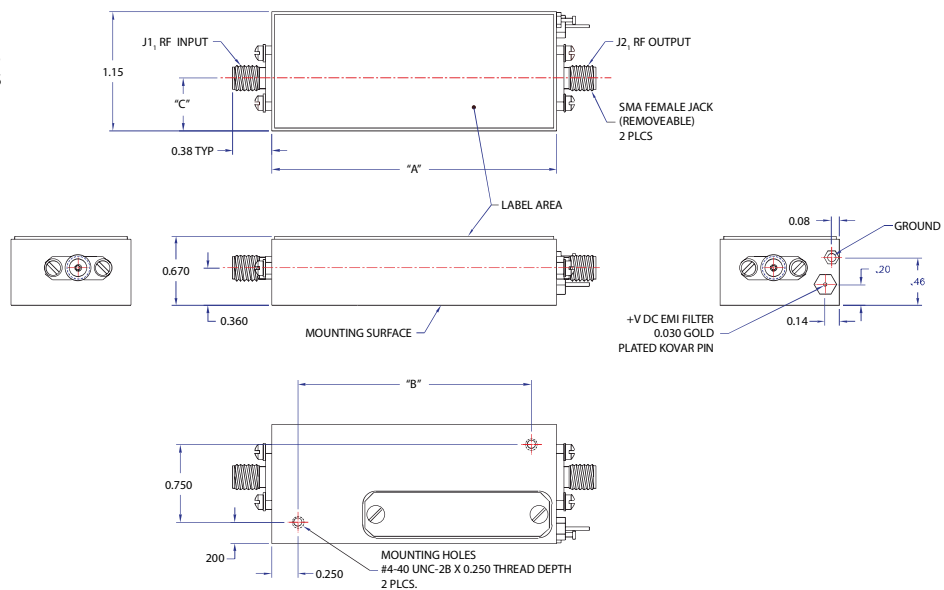 J1, RF INPUT
J2, RF OUTPUT
1.15
"C"
SMA FEMALE JACK
(REMOVEABLE)
2 PLCS
0.38 TYP
"A"
LABEL AREA
0.08
GROUND
0.670
.20
.46
0.360
MOUNTING SURFACE
+V DC EMI FILTER
0.030 GOLD
PLATED KOVAR PIN
0.14
"B"
0.750
200
0.250
MOUNTING HOLES
#4-40 UNC-2B X 0.250 THREAD DEPTH
2 PLCS.